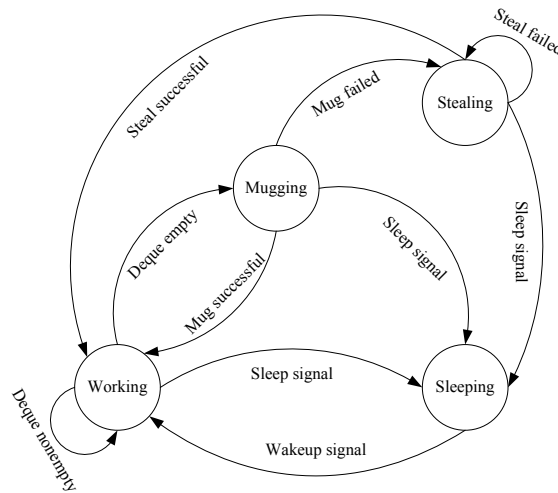 Steal failed
Steal successful
Stealing
Mug failed
Mugging
Sleep signal
Deque empty
Sleep signal
Mug successful
Working
Sleep signal
Sleeping
Deque nonempty
Wakeup signal